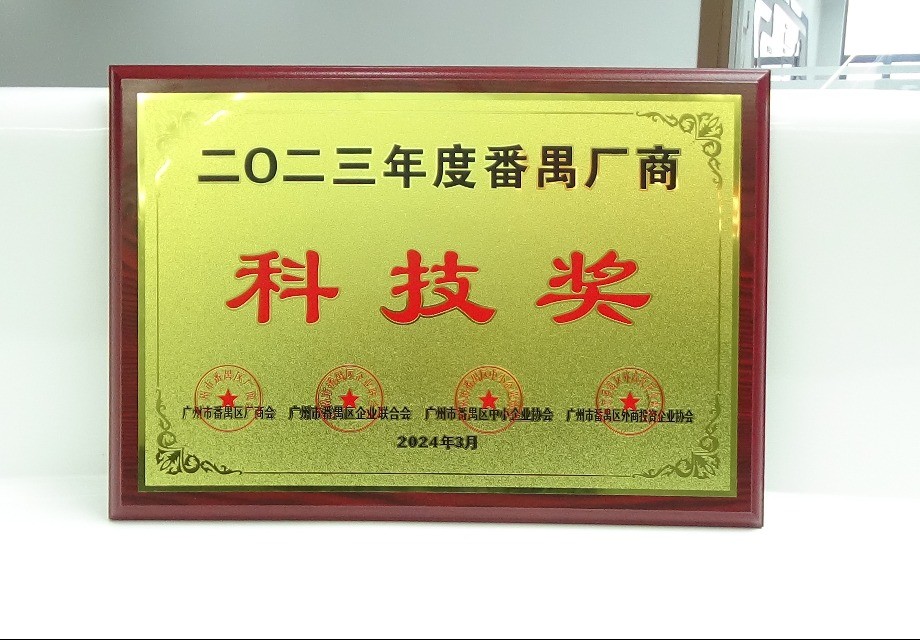 二〇二三年度番禺厂商
科技奖
广州市番禺区厂商会 广州市番禺区企业联合会 广州市番禺区中小企业协会 广州市番禺区外商投资企业协会
2024年3月